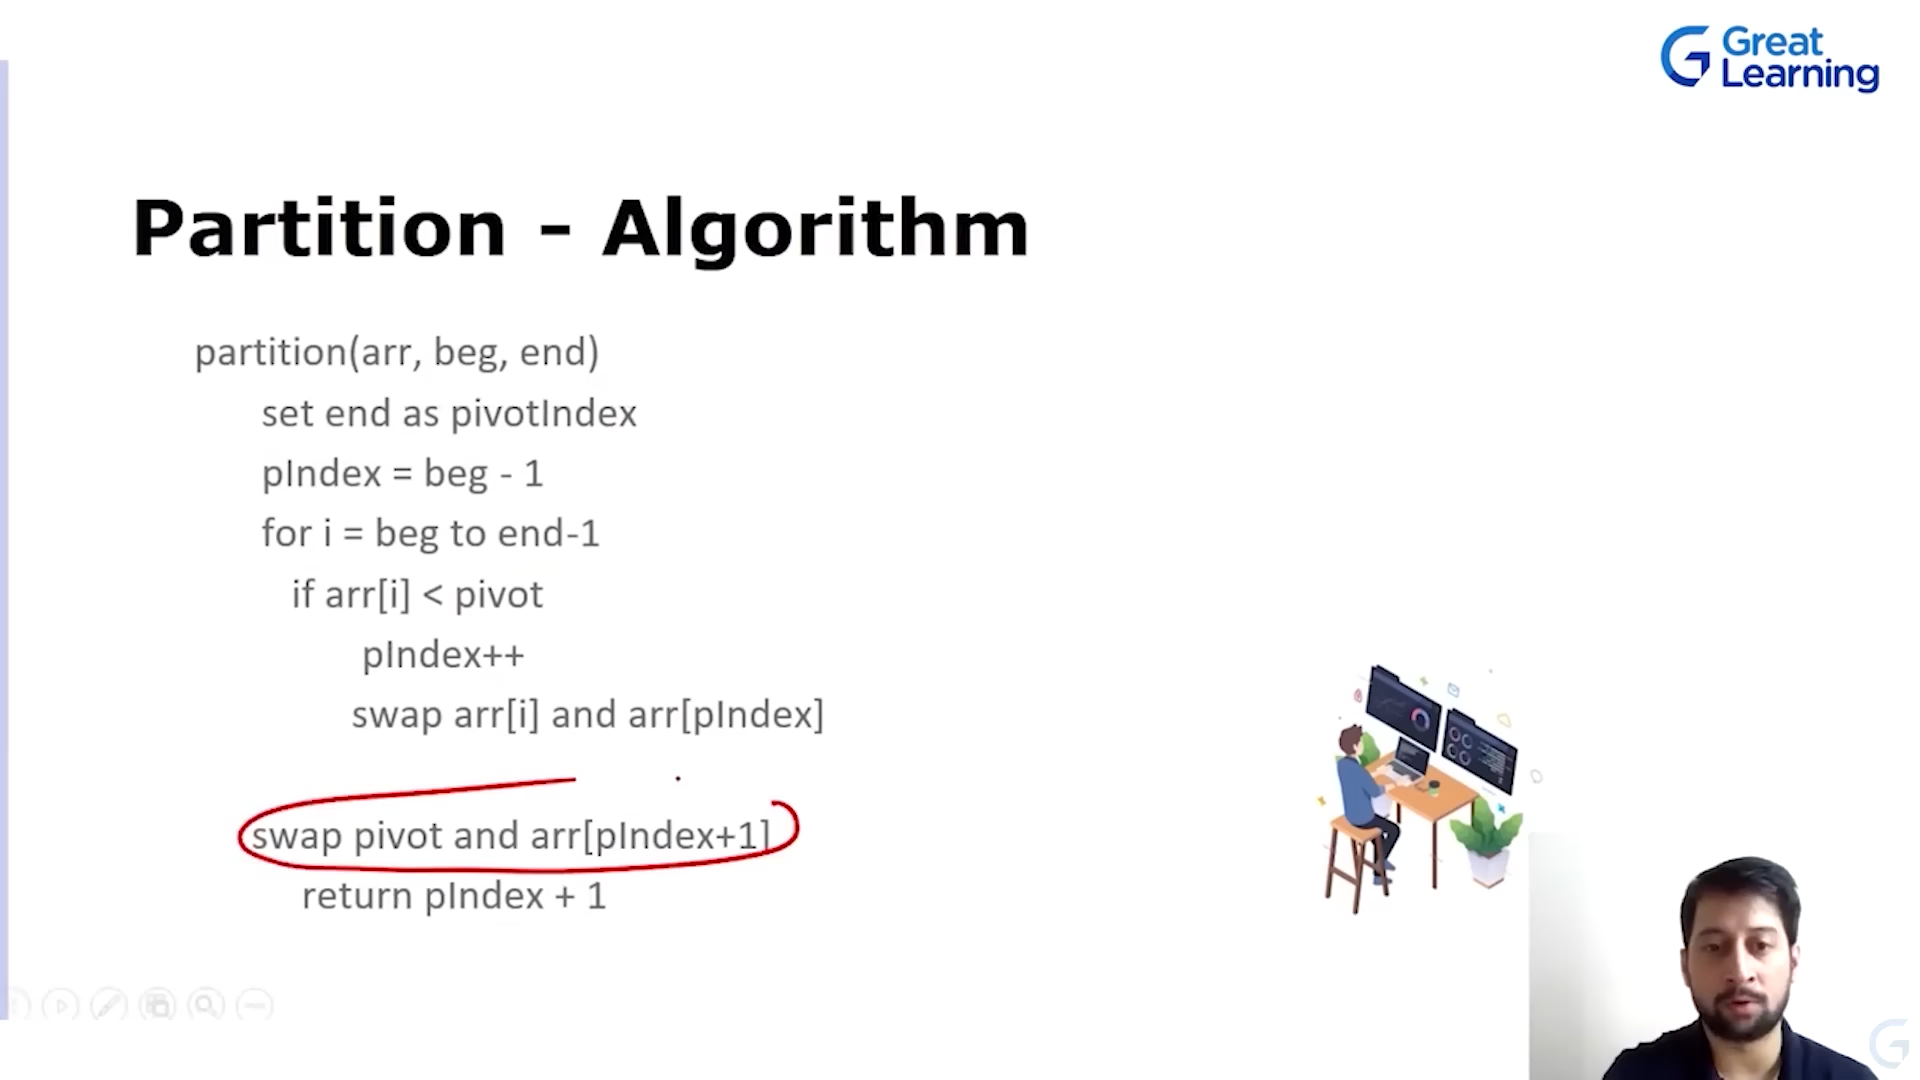 Great
Learning
Partition - Algorithm
partition(arr, beg, end)
set end as pivotIndex
pIndex = beg - 1
for i = beg to end-1
if arr[i] < pivot
pIndex++
swap arr[i] and arr[pIndex]
swap pivot and arr[pIndex+1]
return pIndex + 1